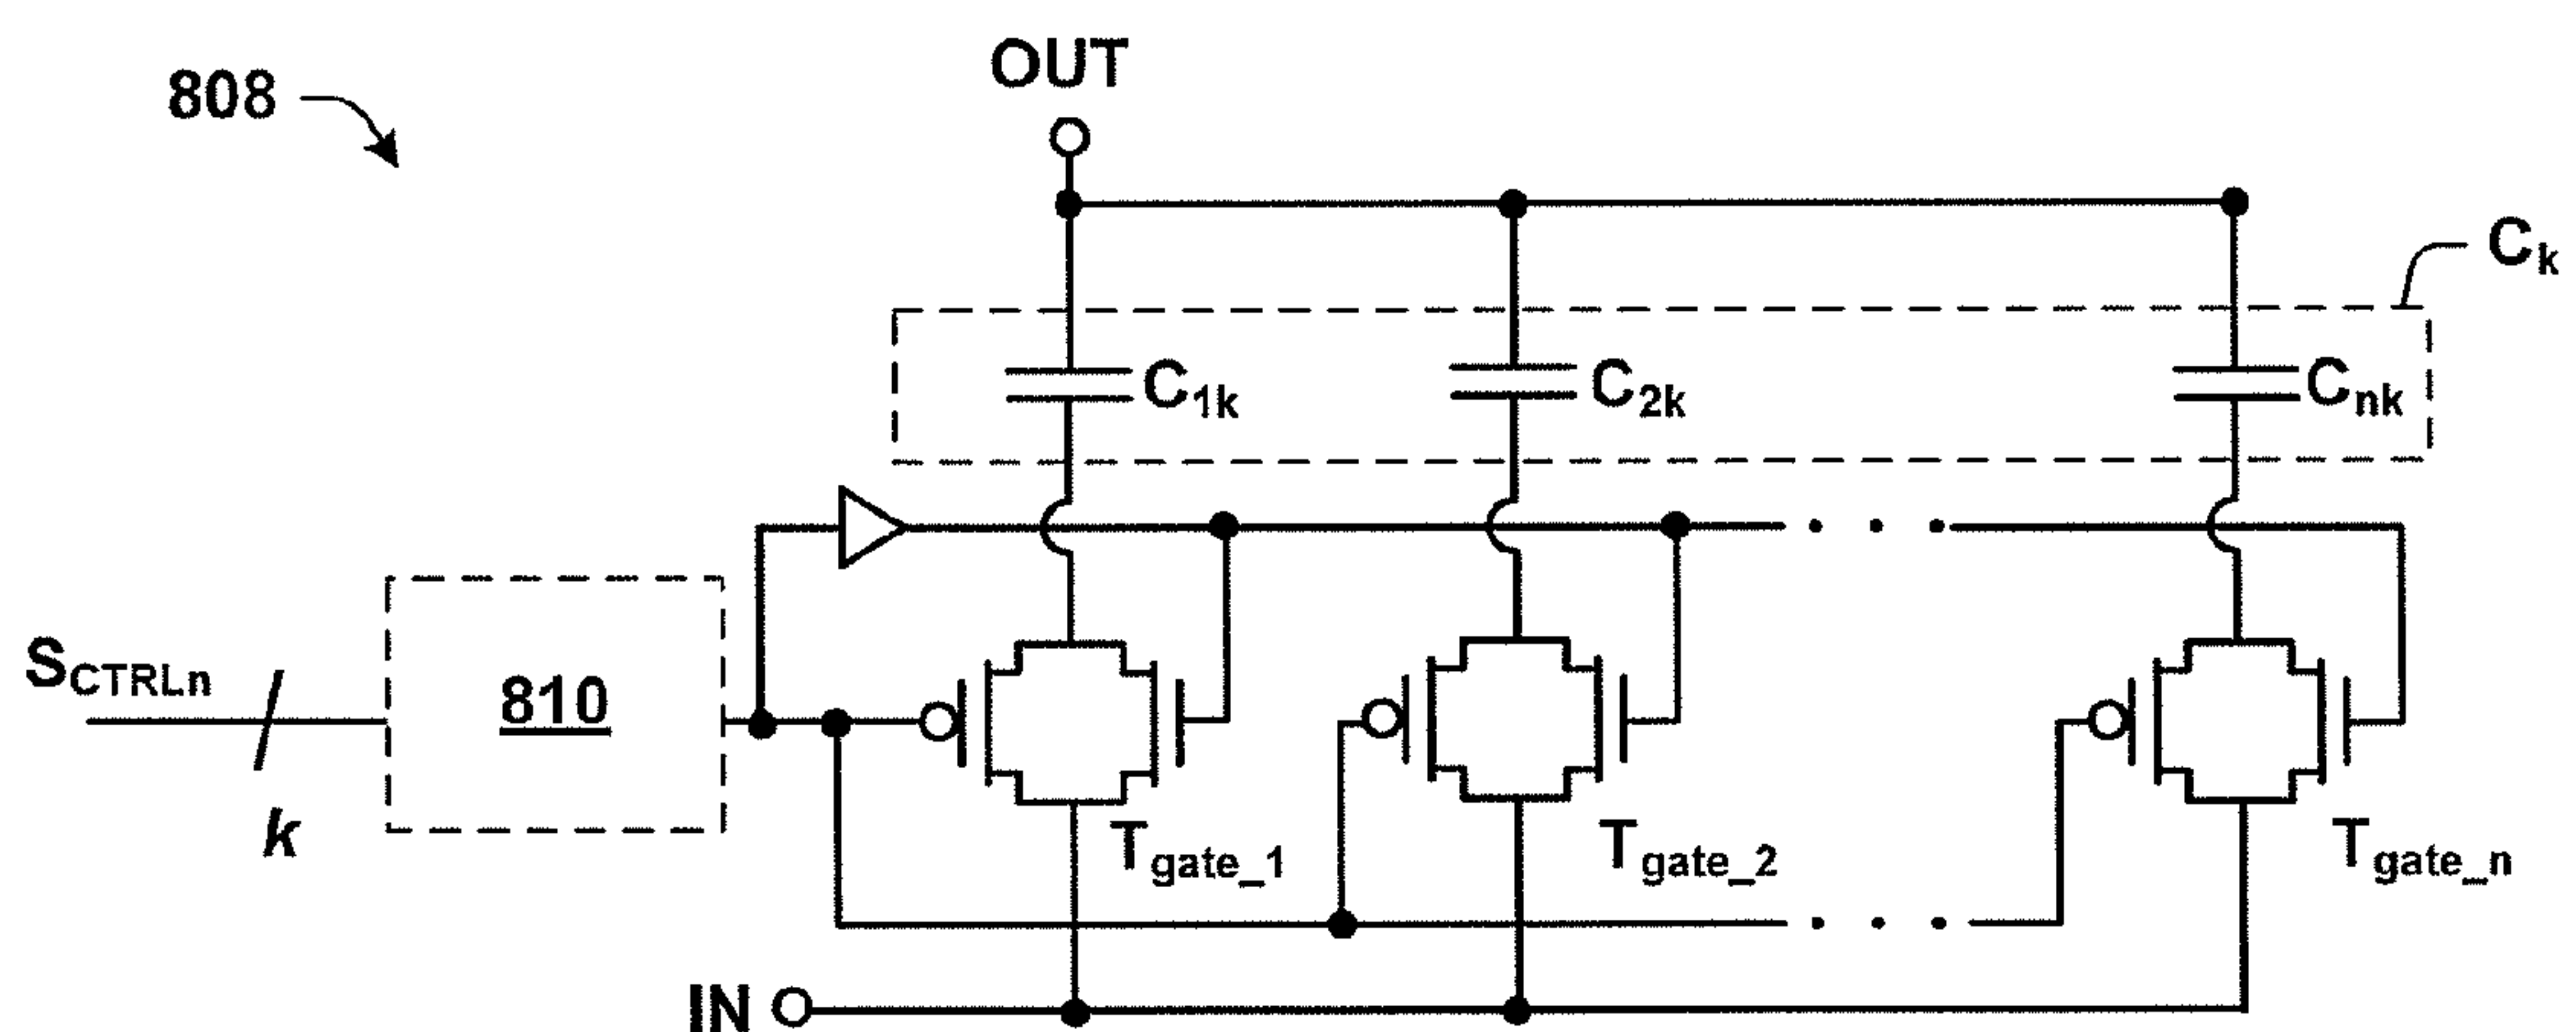 OUT
808
Ck
C1k
C2k
Cnk
SCTRLn
810
k
Tgate_1
Tgate_2
Tgate_n
IN